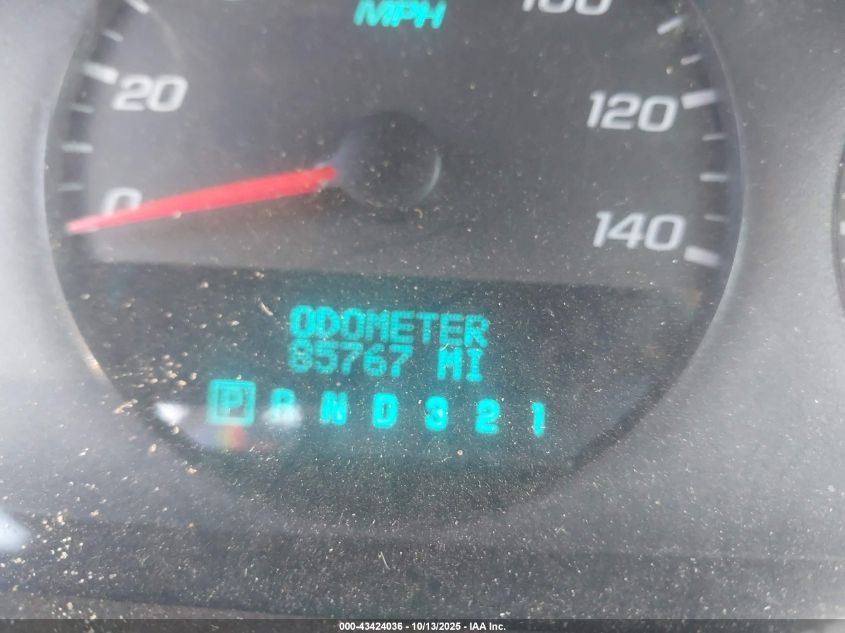 MPH
100
20
120
0
140
ODOMETER
85767 MI
P R N D 3 2 1
000-43424036 - 10/13/2025 - IAA Inc.